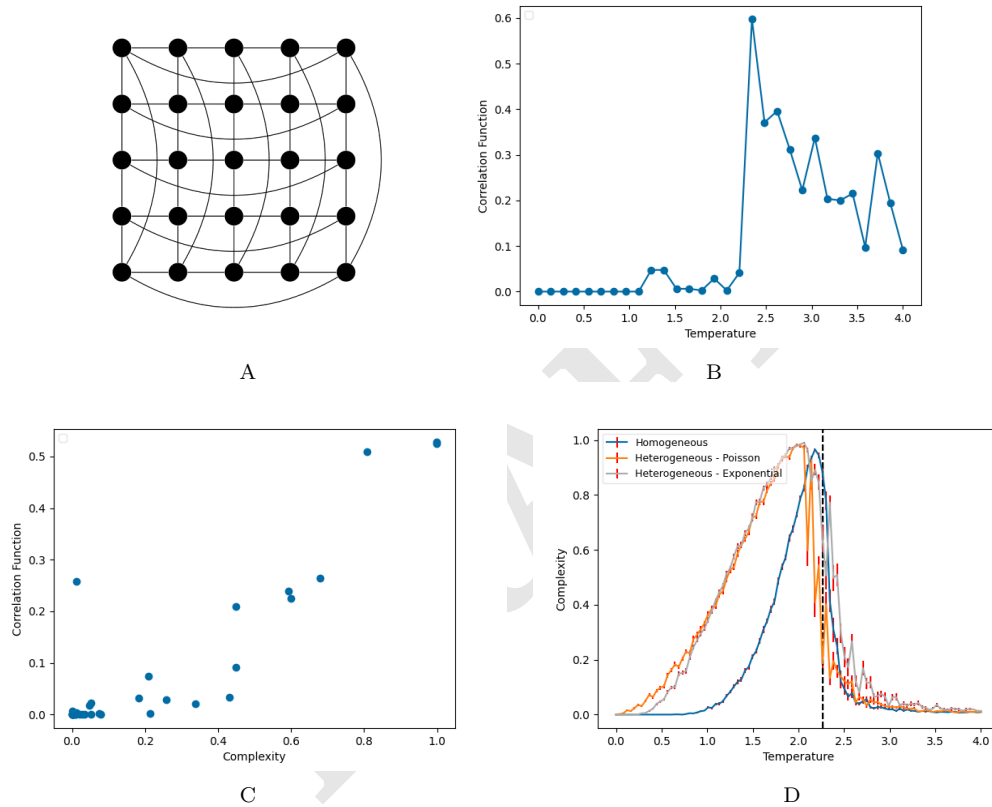 A
0.6
0.5
0.4
0.3
0.2
0.1
0.0
Correlation Function
0.0 0.5 1.0 1.5 2.0 2.5 3.0 3.5 4.0
Temperature
B
0.5
0.4
0.3
0.2
0.1
0.0
Correlation Function
0.0 0.2 0.4 0.6 0.8 1.0
Complexity
C
Homogeneous
Heterogeneous - Poisson
Heterogeneous - Exponential
1.0
0.8
0.6
0.4
0.2
0.0
Complexity
0.0 0.5 1.0 1.5 2.0 2.5 3.0 3.5 4.0
Temperature
D